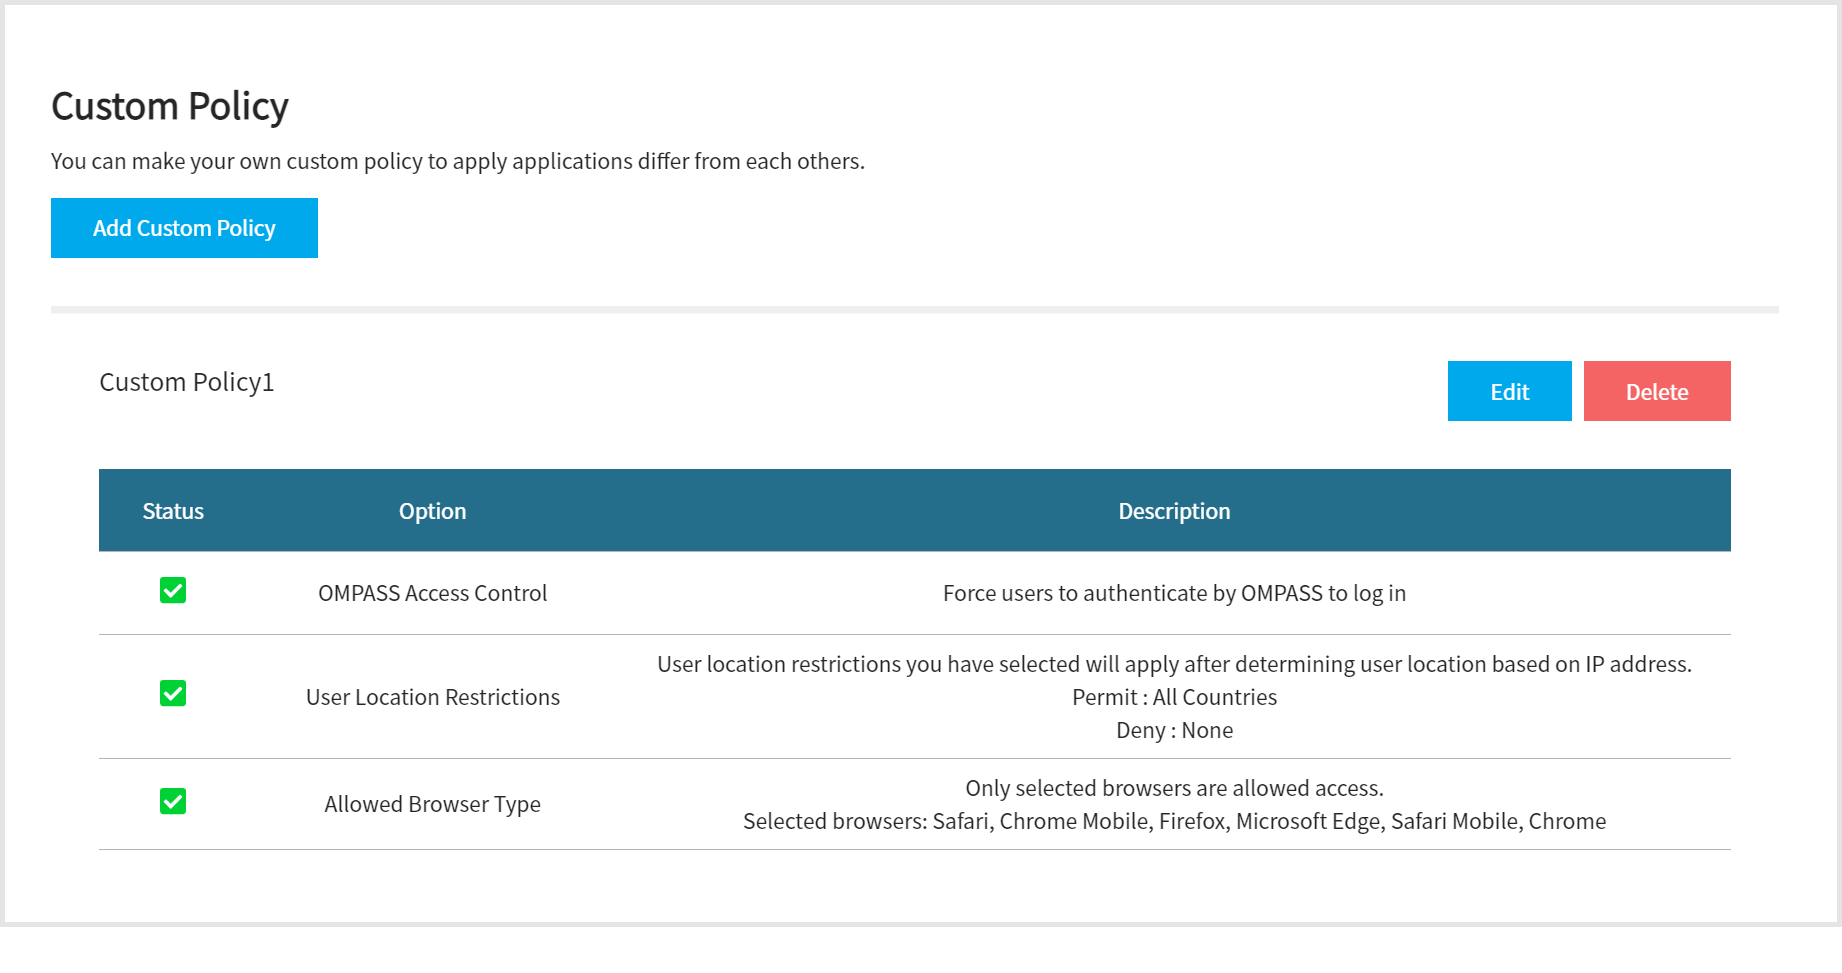 Custom Policy
You can make your own custom policy to apply applications differ from each others.
Add Custom Policy
Custom Policy1
Edit
Delete
Status
Option
Description
OMPASS Access Control
Force users to authenticate by OMPASS to log in
User Location Restrictions
User location restrictions you have selected will apply after determining user location based on IP address.
Permit : All Countries
Deny : None
Allowed Browser Type
Only selected browsers are allowed access.
Selected browsers: Safari, Chrome Mobile, Firefox, Microsoft Edge, Safari Mobile, Chrome